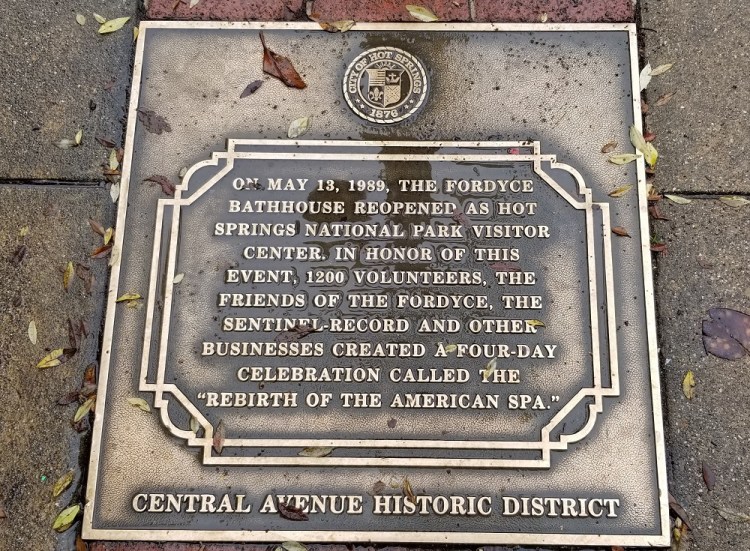 CITY OF HOT SPRINGS
1876
ON MAY 13, 1989, THE FORDYCE
BATHHOUSE REOPENED AS HOT
SPRINGS NATIONAL PARK VISITOR
CENTER. IN HONOR OF THIS
EVENT, 1200 VOLUNTEERS, THE
FRIENDS OF THE FORDYCE, THE
SENTINEL-RECORD AND OTHER
BUSINESSES CREATED A FOUR-DAY
CELEBRATION CALLED THE
“REBIRTH OF THE AMERICAN SPA.”
CENTRAL AVENUE HISTORIC DISTRICT